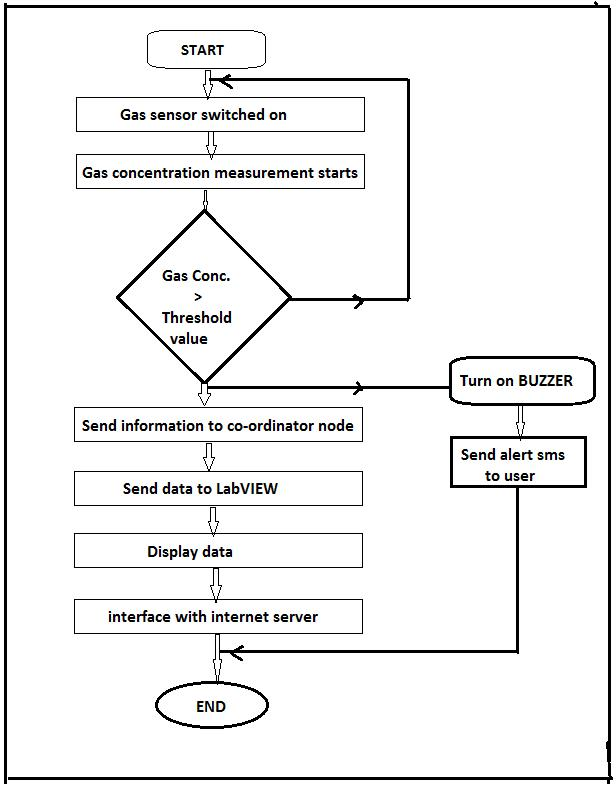 START
Gas sensor switched on
Gas concentration measurement starts
Gas Conc.
>
Threshold
value
Turn on BUZZER
Send information to co-ordinator node
Send alert sms
to user
Send data to LabVIEW
Display data
interface with internet server
END